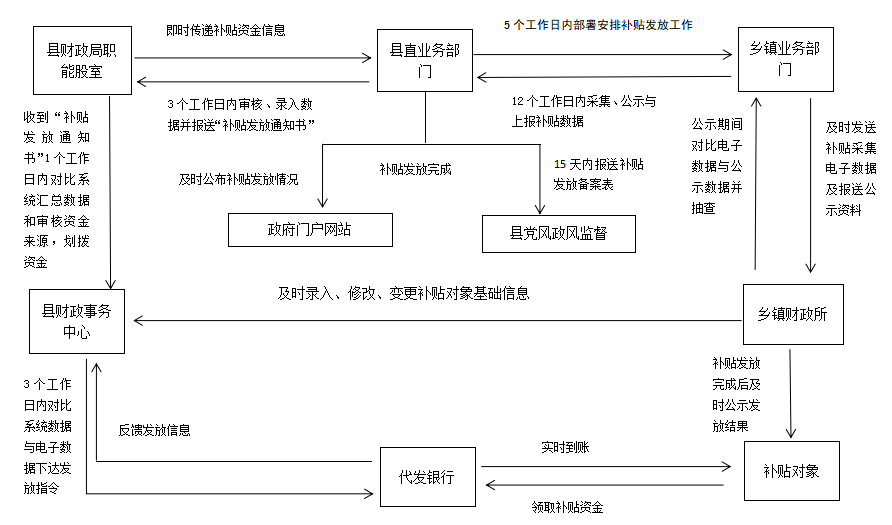 5个工作日内部署安排补贴发放工作
即时传递补贴资金信息
县财政局职
能股室
县直业务部
门
乡镇业务部
门
3个工作日内审核、录入数
据并报送“补贴发放通知书”
12个工作日内采集、公示与
上报补贴数据
收到“补贴
发放通知
书”1个工作
日内对比系
统汇总数据
和审核资金
来源，划拨
资金
公示期间
对比电子
数据与公
示数据并
抽查
及时发送
补贴采集
电子数据
及报送公
示资料
及时公布补贴发放情况
补贴发放完成
15天内报送补贴
发放备案表
政府门户网站
县党风政风监督
及时录入、修改、变更补贴对象基础信息
县财政事务
中心
乡镇财政所
3个工作
日内对比
系统数据
与电子数
据下达发
放指令
反馈发放信息
补贴发放
完成后及
时公示发
放结果
实时到账
代发银行
补贴对象
领取补贴资金